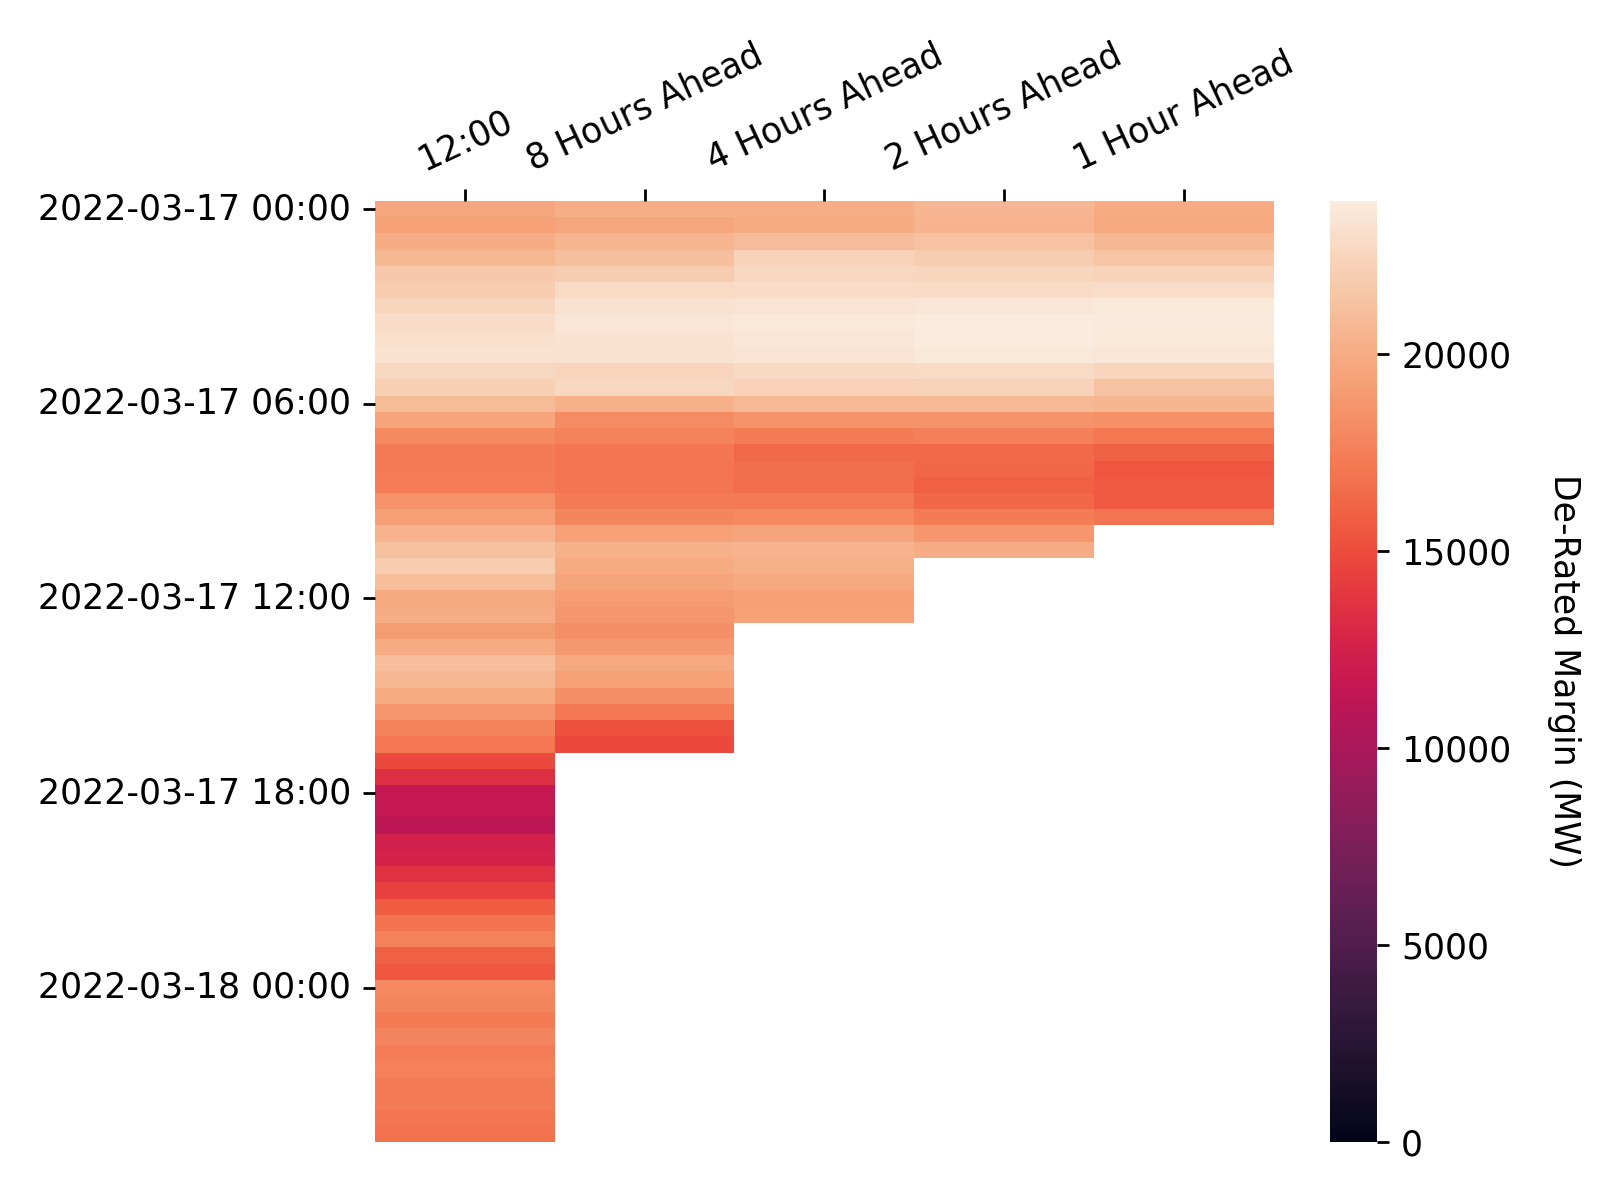 12:00
8 Hours Ahead
4 Hours Ahead
2 Hours Ahead
1 Hour Ahead
2022-03-17 00:00
2022-03-17 06:00
2022-03-17 12:00
2022-03-17 18:00
2022-03-18 00:00
20000
15000
10000
5000
0
De-Rated Margin (MW)